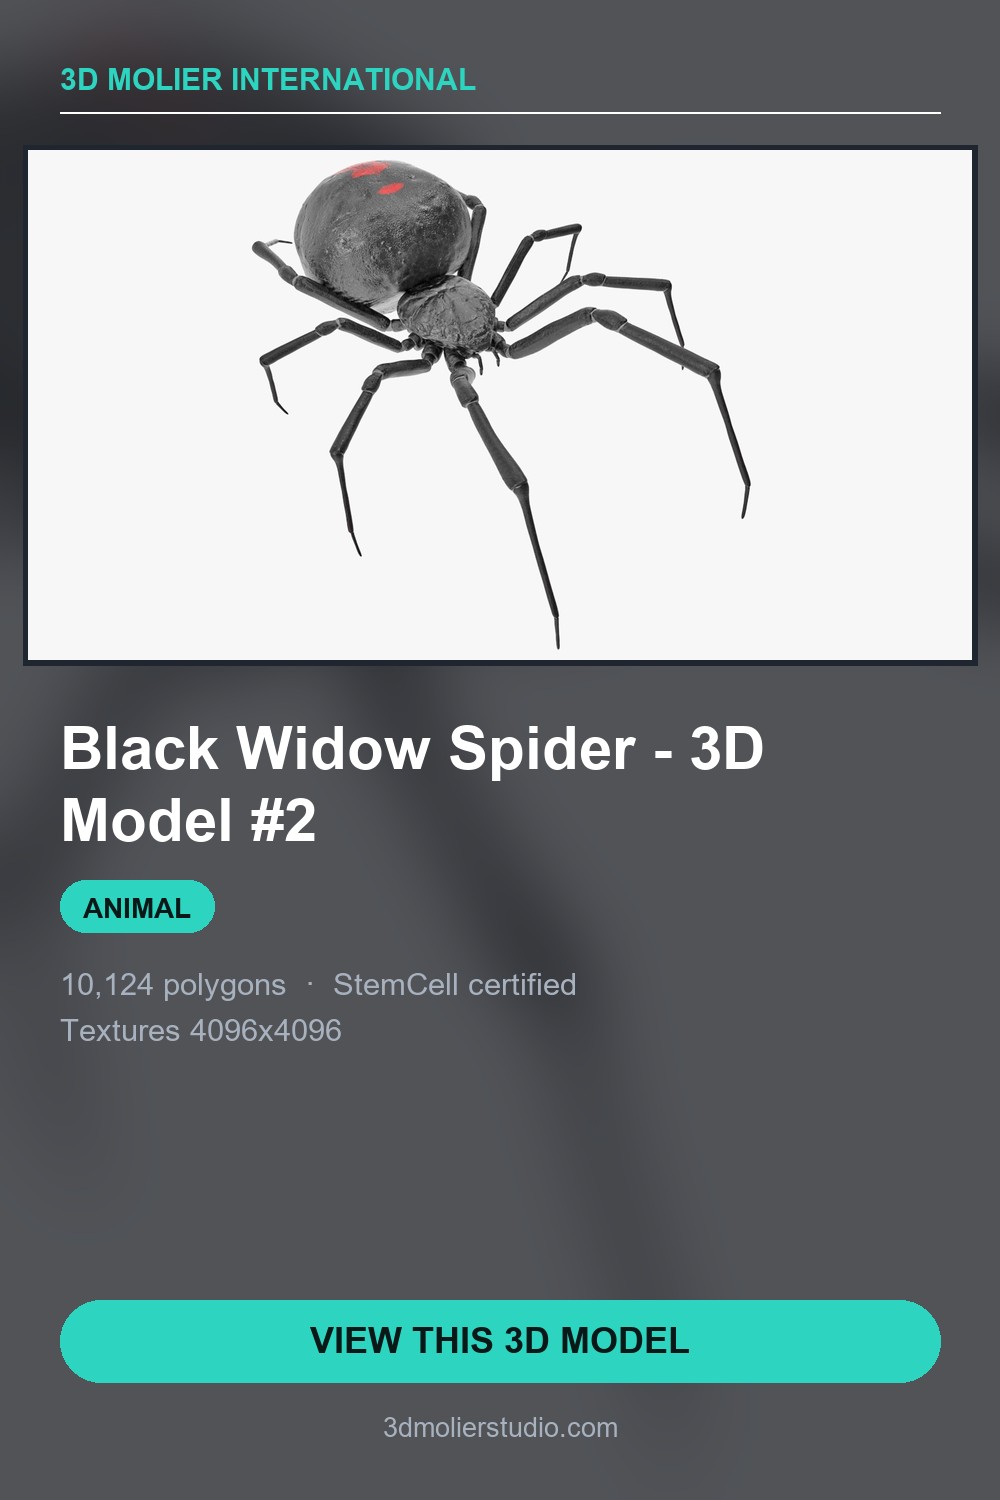 3D MOLIER INTERNATIONAL
Black Widow Spider - 3D
Model #2
ANIMAL
10,124 polygons · StemCell certified
Textures 4096x4096
VIEW THIS 3D MODEL
3dmolierstudio.com